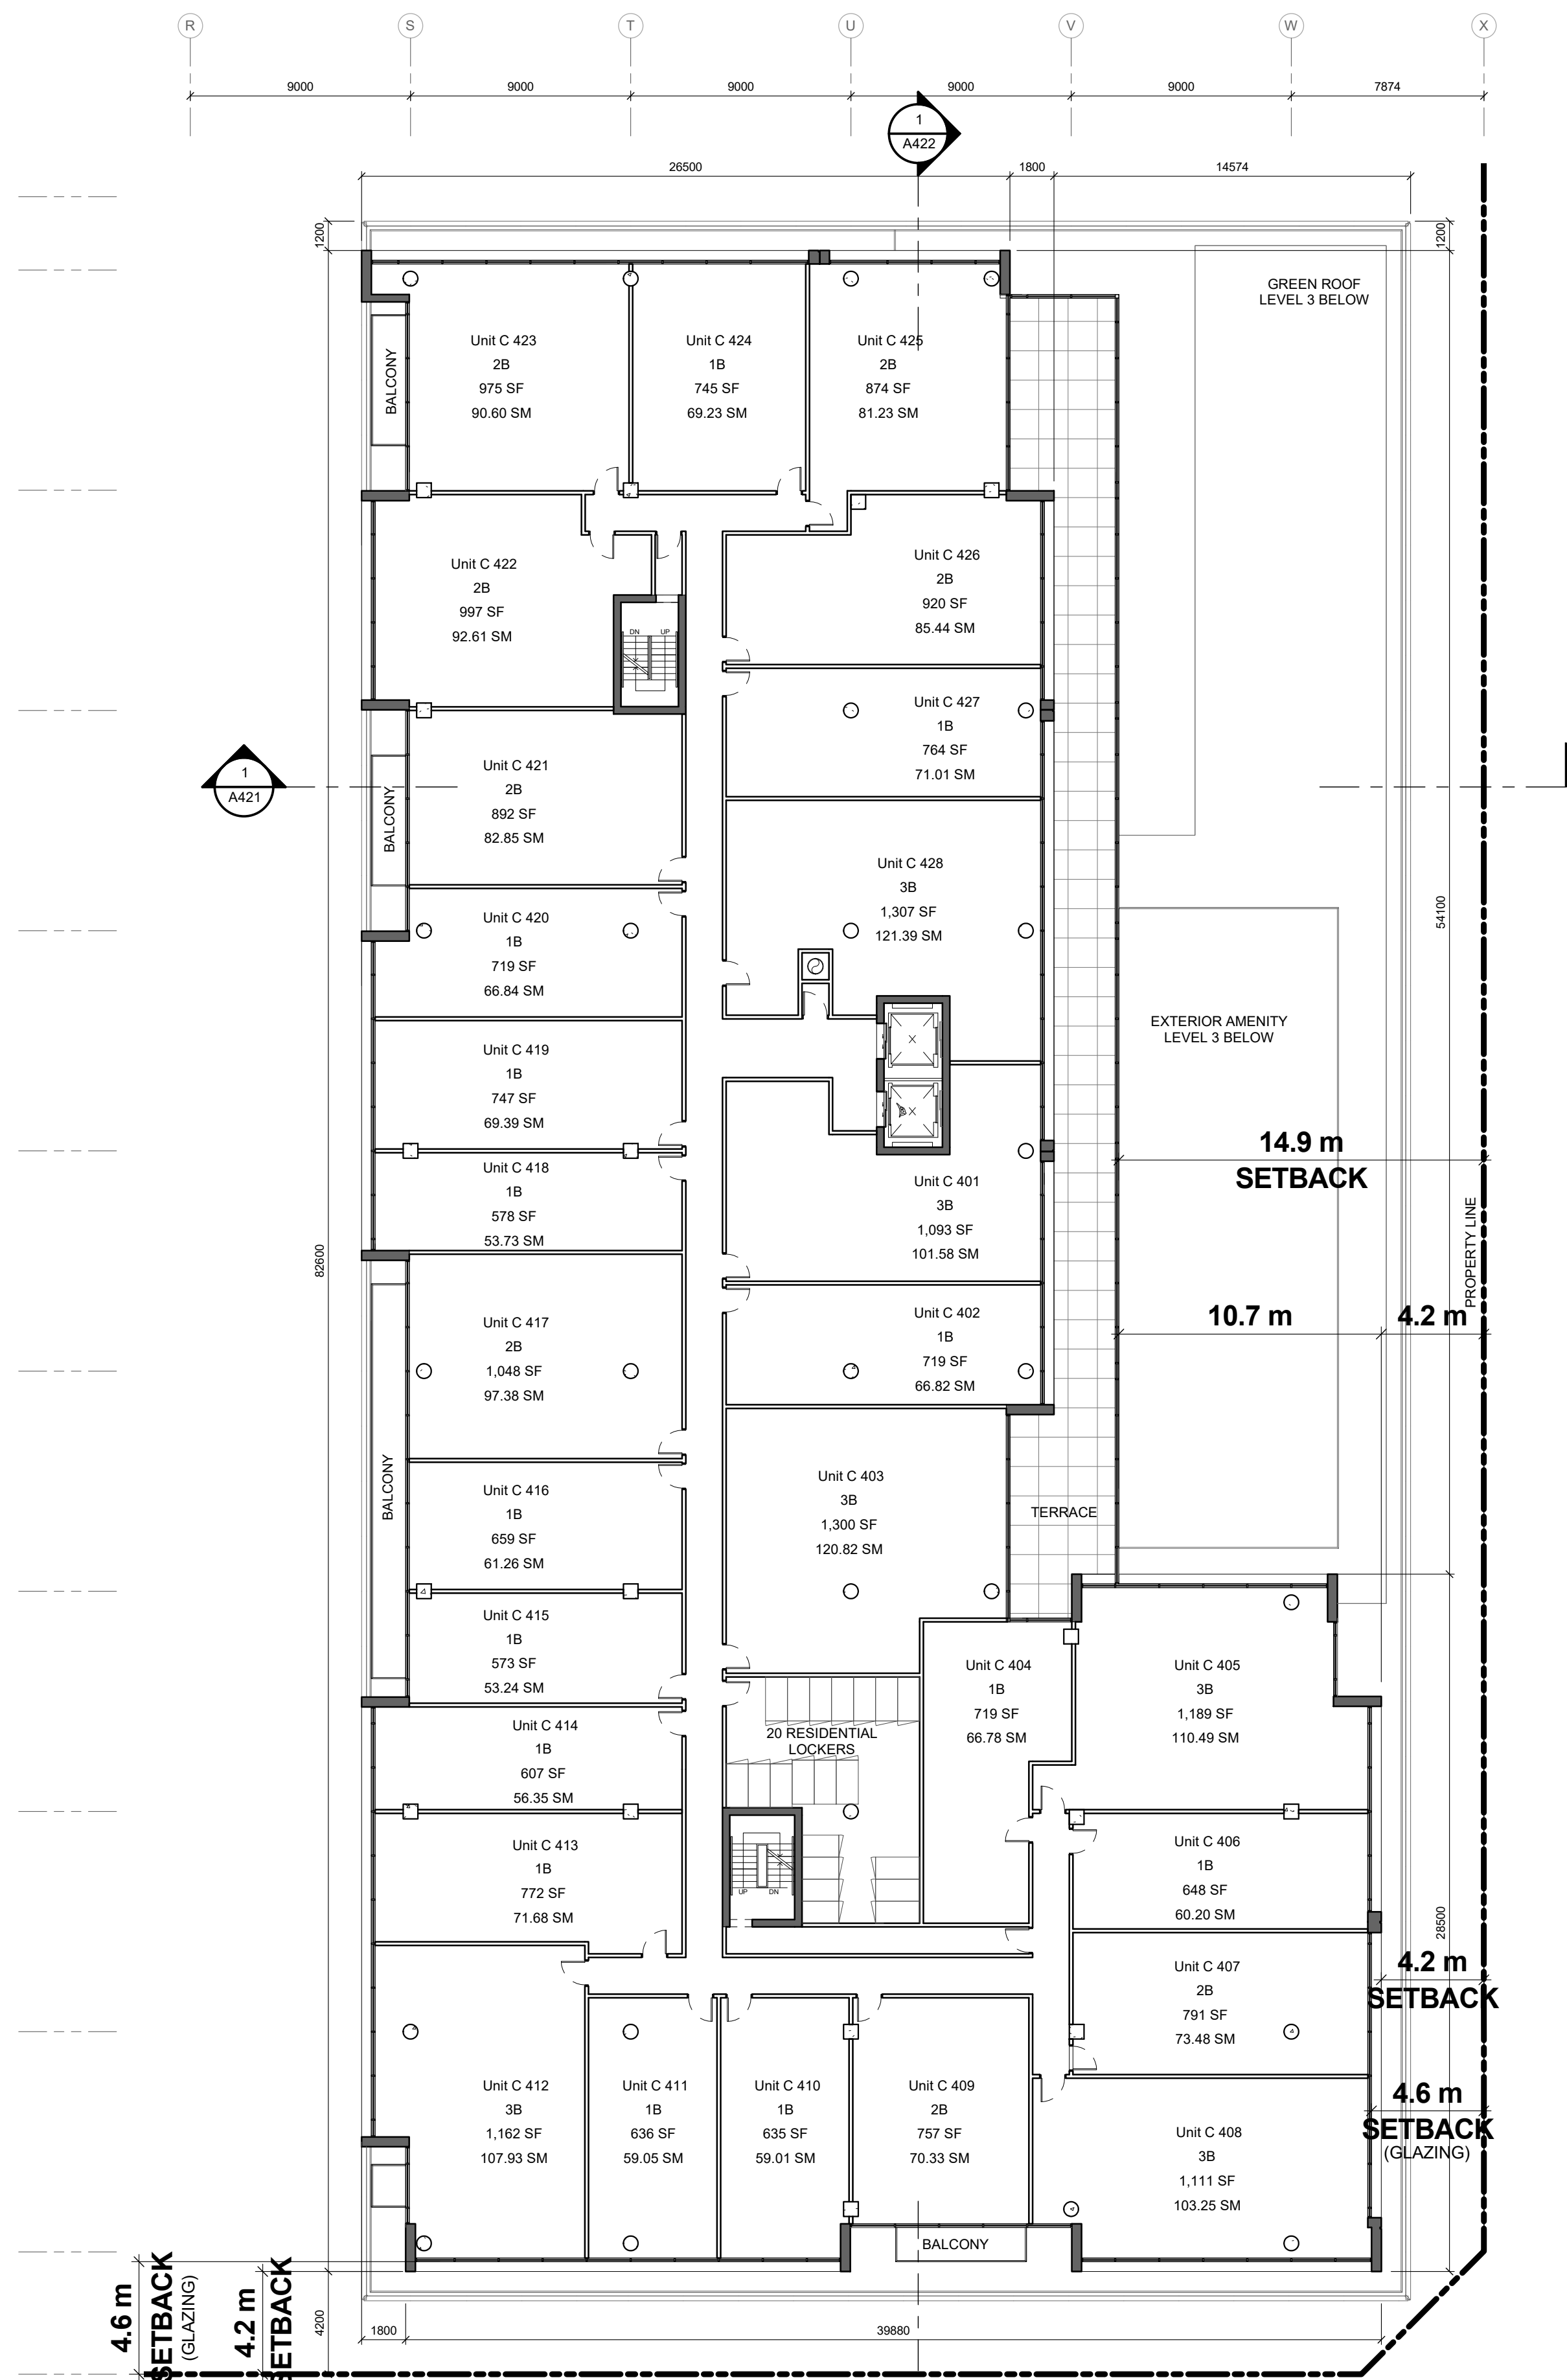 R
S
T
U
V
W
X
9000
9000
9000
9000
9000
7874
1
A422
26500
1800
14574
1200
1200
GREEN ROOF
LEVEL 3 BELOW
Unit C 423
2B
975 SF
90.60 SM
Unit C 424
1B
745 SF
69.23 SM
Unit C 425
2B
874 SF
81.23 SM
BALCONY
Unit C 422
2B
997 SF
92.61 SM
Unit C 426
2B
920 SF
85.44 SM
DN
UP
Unit C 427
1B
764 SF
71.01 SM
1
A421
BALCONY
Unit C 421
2B
892 SF
82.85 SM
Unit C 428
3B
1,307 SF
121.39 SM
54100
Unit C 420
1B
719 SF
66.84 SM
EXTERIOR AMENITY
LEVEL 3 BELOW
Unit C 419
1B
747 SF
69.39 SM
14.9 m
SETBACK
Unit C 418
1B
578 SF
53.73 SM
Unit C 401
3B
1,093 SF
101.58 SM
PROPERTY LINE
82600
10.7 m
4.2 m
Unit C 417
2B
1,048 SF
97.38 SM
Unit C 402
1B
719 SF
66.82 SM
BALCONY
Unit C 416
1B
659 SF
61.26 SM
Unit C 403
3B
1,300 SF
120.82 SM
TERRACE
Unit C 415
1B
573 SF
53.24 SM
Unit C 404
1B
719 SF
66.78 SM
Unit C 405
3B
1,189 SF
110.49 SM
Unit C 414
1B
607 SF
56.35 SM
20 RESIDENTIAL
LOCKERS
Unit C 413
1B
772 SF
71.68 SM
UP
DN
Unit C 406
1B
648 SF
60.20 SM
28500
4.2 m
SETBACK
Unit C 407
2B
791 SF
73.48 SM
Unit C 412
3B
1,162 SF
107.93 SM
Unit C 411
1B
636 SF
59.05 SM
Unit C 410
1B
635 SF
59.01 SM
Unit C 409
2B
757 SF
70.33 SM
Unit C 408
3B
1,111 SF
103.25 SM
4.6 m
SETBACK
(GLAZING)
BALCONY
4.6 m
SETBACK
(GLAZING)
4.2 m
SETBACK
4200
1800
39880